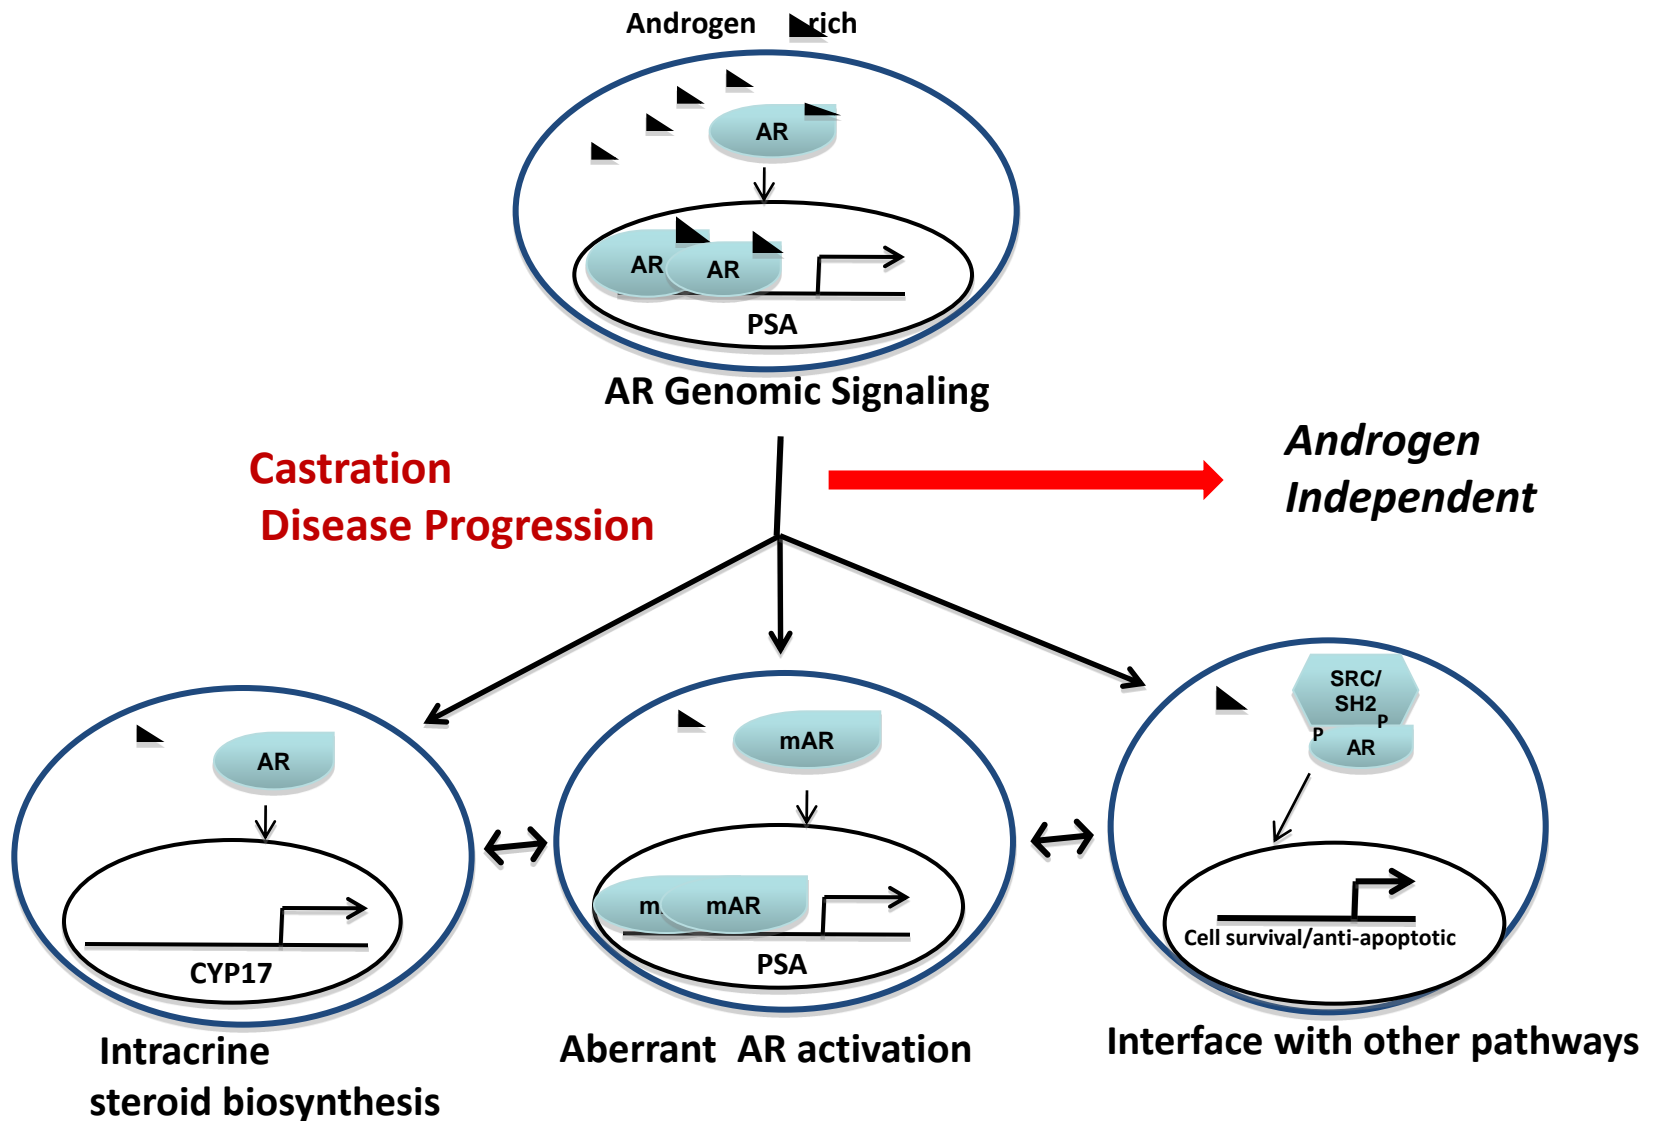 Androgen rich
AR
AR AR
PSA
AR Genomic Signaling
Castration
Disease Progression
Androgen
Independent
AR
CYP17
Intracrine
steroid biosynthesis
mAR
mAR
PSA
Aberrant AR activation
SRC/
SH2
P P
AR
Cell survival/anti-apoptotic
Interface with other pathways